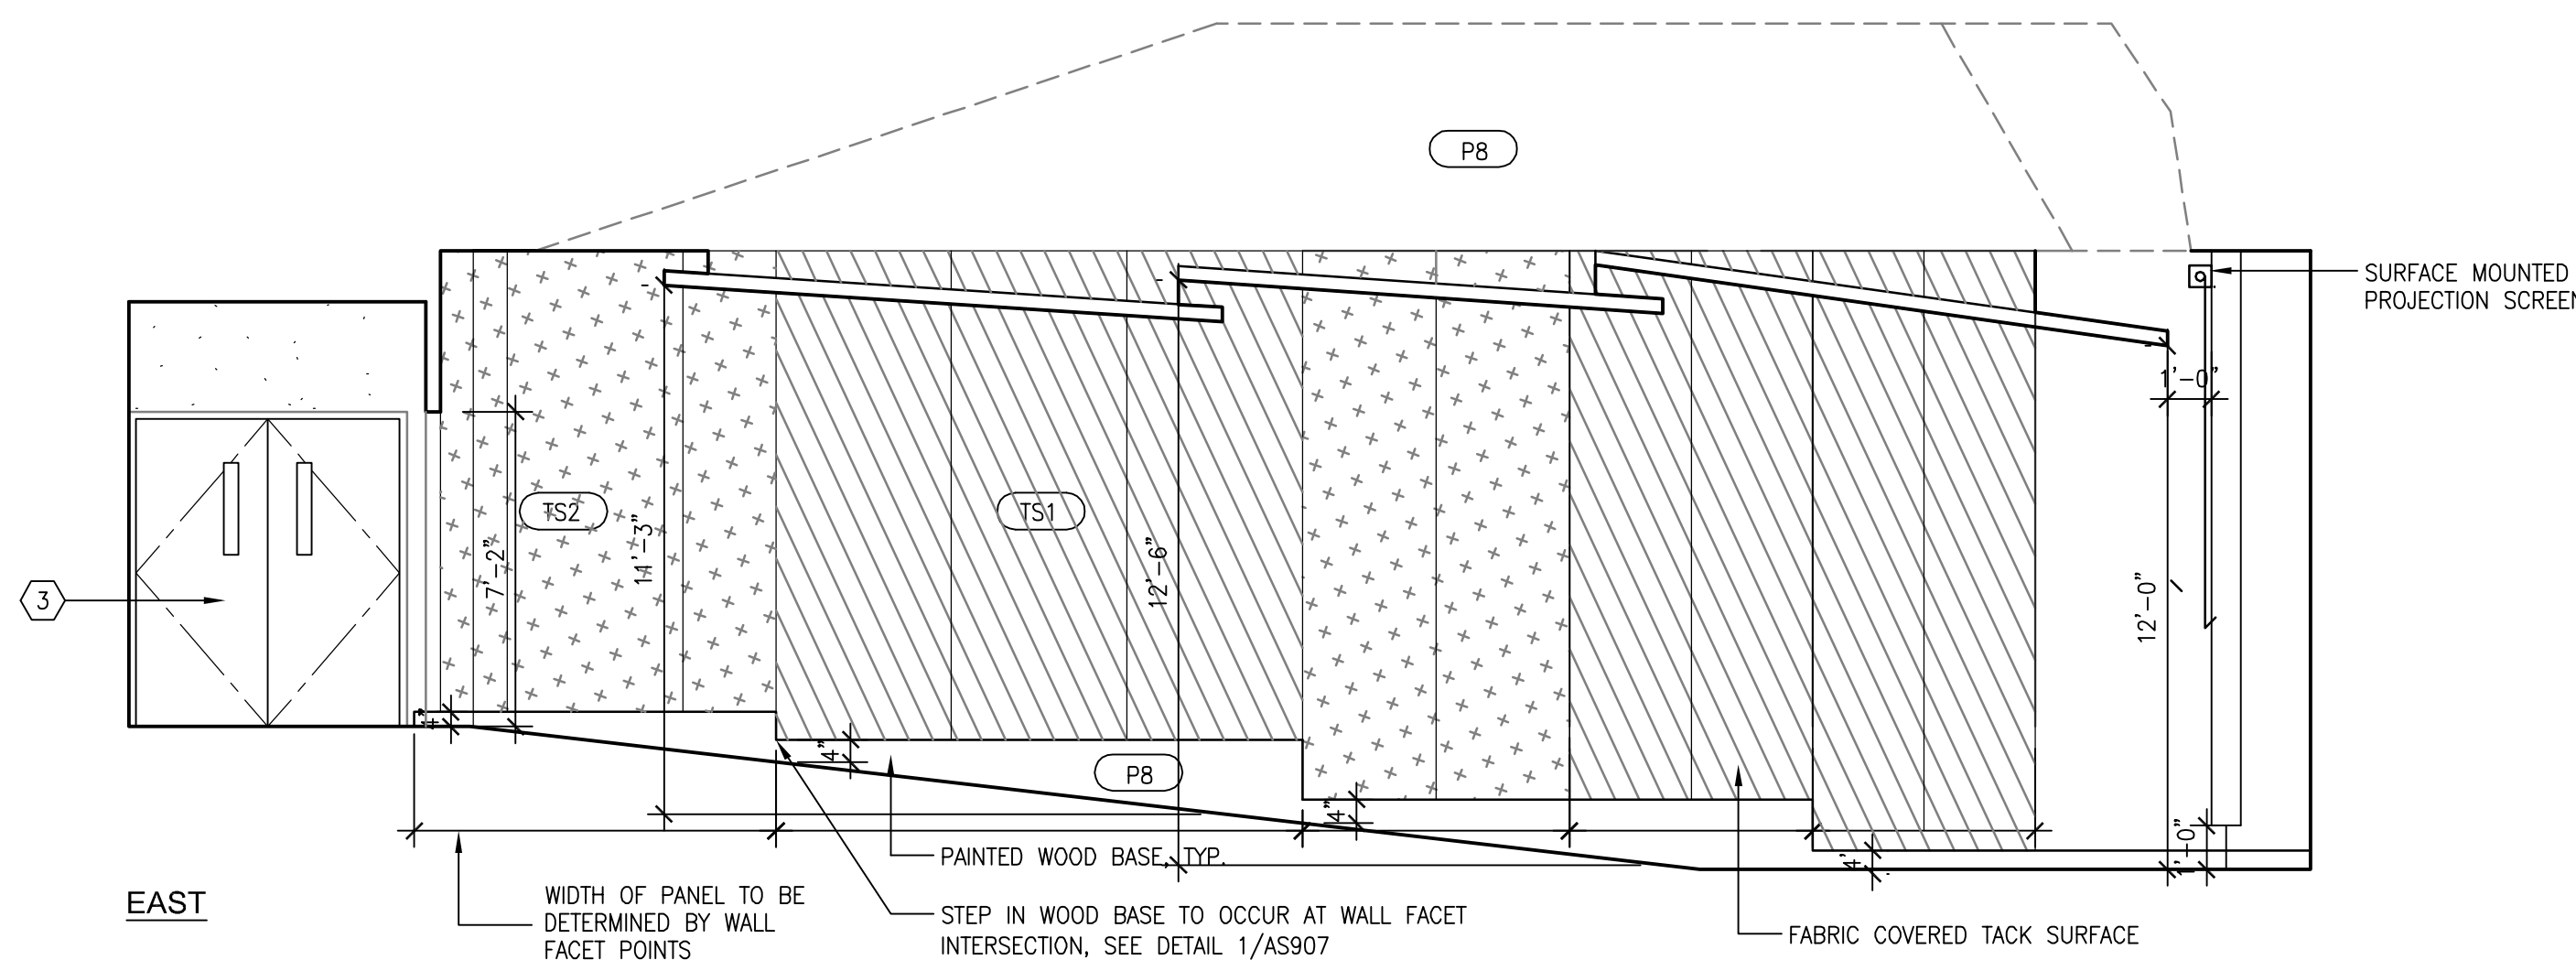 P8
SURFACE MOUNTED
PROJECTION SCREEN
1'-0"
TS2
TS1
7'-2"
11'-3"
12'-6"
12'-0"
3
4"
4"
P8
4"
4'
1'-0"
PAINTED WOOD BASE, TYP.
EAST
WIDTH OF PANEL TO BE
DETERMINED BY WALL
FACET POINTS
STEP IN WOOD BASE TO OCCUR AT WALL FACET
INTERSECTION, SEE DETAIL 1/AS907
FABRIC COVERED TACK SURFACE